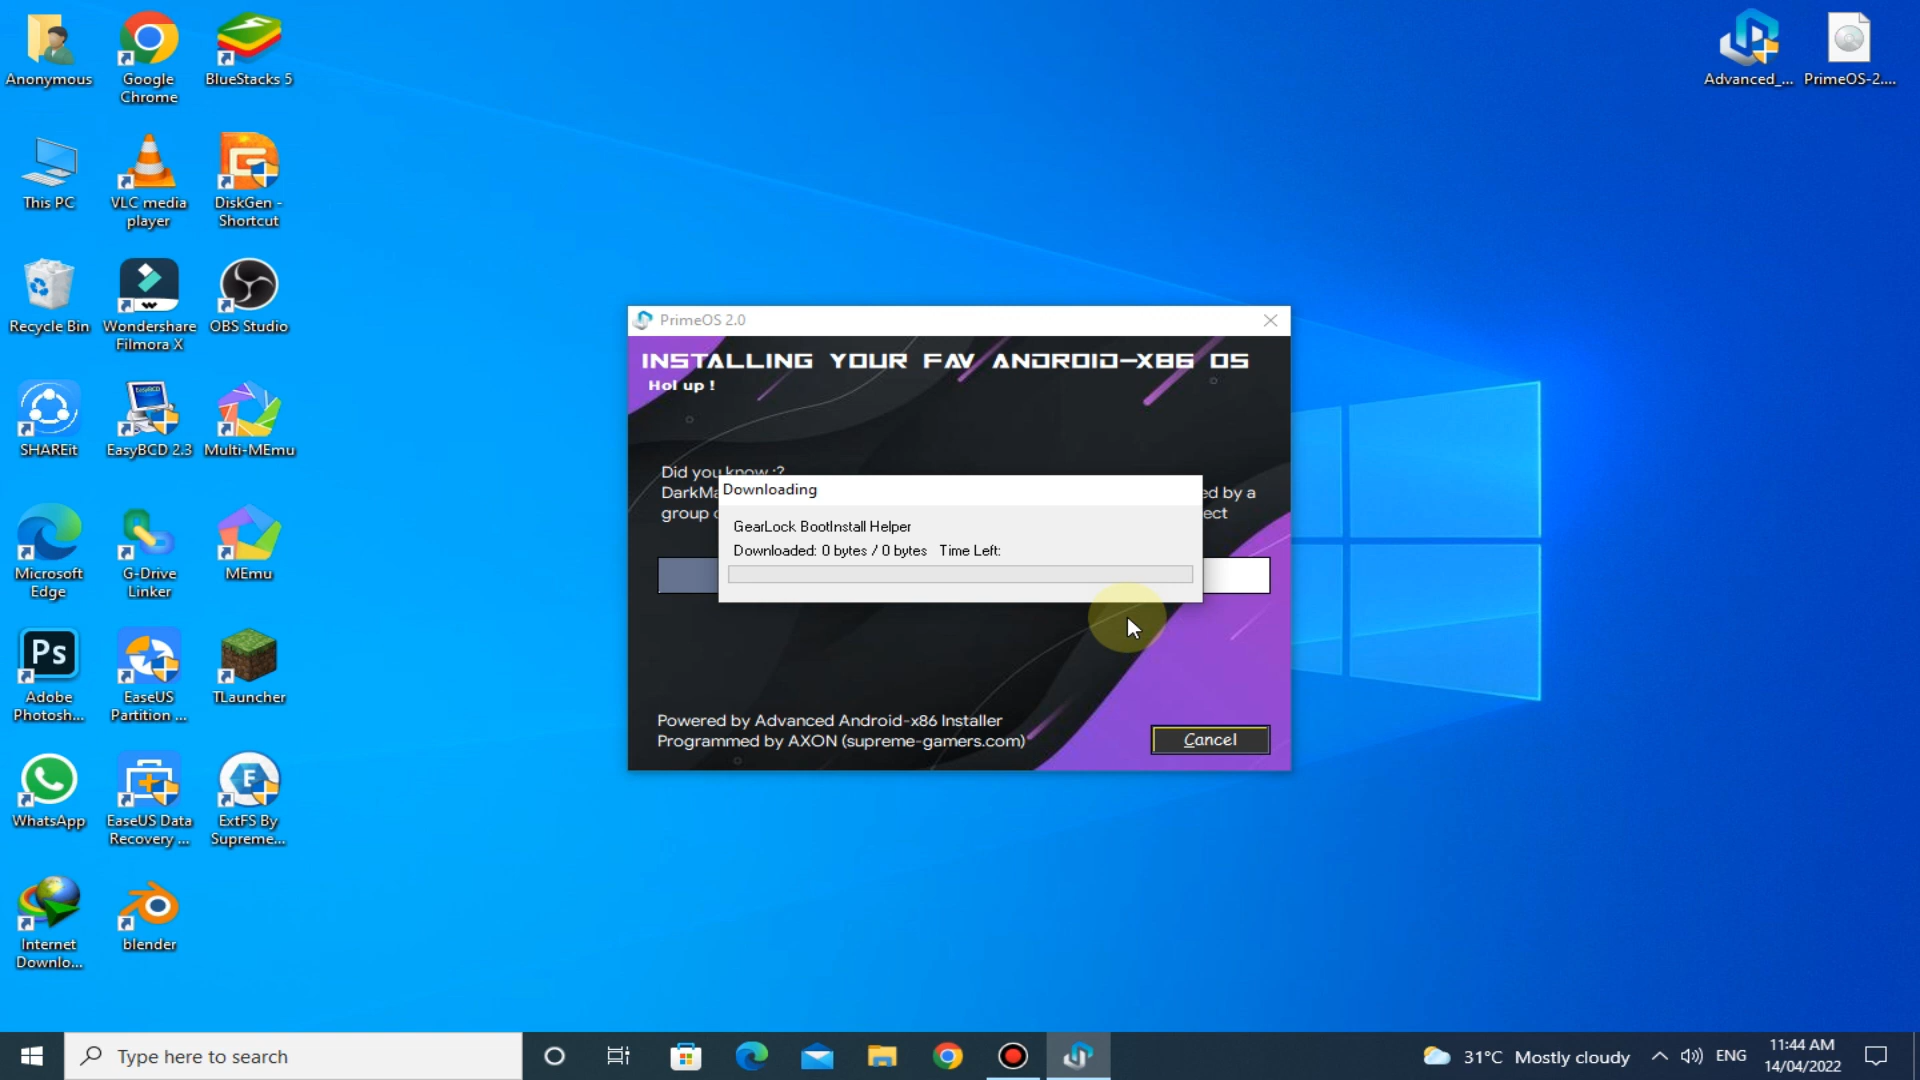 Anonymous
Google
Chrome
BlueStacks 5
Advanced_...
PrimeOS-2....
This PC
VLC media
player
DiskGen -
Shortcut
Recycle Bin
Wondershare
Filmora X
OBS Studio
SHAREit
EasyBCD 2.3
Multi-MEmu
Microsoft
Edge
G-Drive
Linker
MEmu
Ps
Adobe
Photosh...
EaseUS
Partition ...
TLauncher
WhatsApp
EaseUS Data
Recovery ...
ExtFS By
Supreme...
Internet
Downlo...
blender
PrimeOS 2.0
INSTALLING YOUR FAV ANDROID-X86 OS
Hol up !
Did you know :?
DarkMa
ed by a
group
ect
Downloading
GearLock BootInstall Helper
Downloaded: 0 bytes / 0 bytes Time Left:
Powered by Advanced Android-x86 Installer
Programmed by AXON (supreme-gamers.com)
Cancel
Type here to search
31°C Mostly cloudy
ENG
11:44 AM
14/04/2022